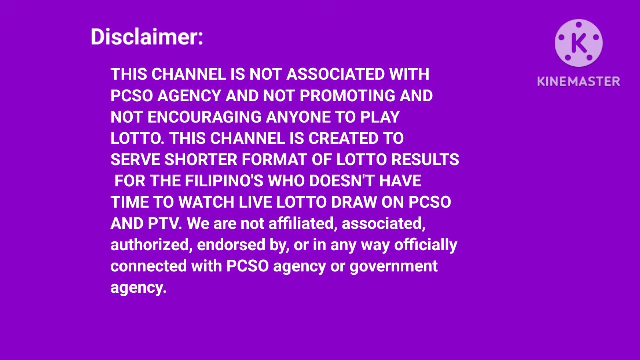 Disclaimer:
THIS CHANNEL IS NOT ASSOCIATED WITH
PCSO AGENCY AND NOT PROMOTING AND
NOT ENCOURAGING ANYONE TO PLAY
LOTTO. THIS CHANNEL IS CREATED TO
SERVE SHORTER FORMAT OF LOTTO RESULTS
FOR THE FILIPINO'S WHO DOESN'T HAVE
TIME TO WATCH LIVE LOTTO DRAW ON PCSO
AND PTV. We are not affiliated, associated,
authorized, endorsed by, or in any way officially
connected with PCSO agency or government
agency.
K
KINEMASTER